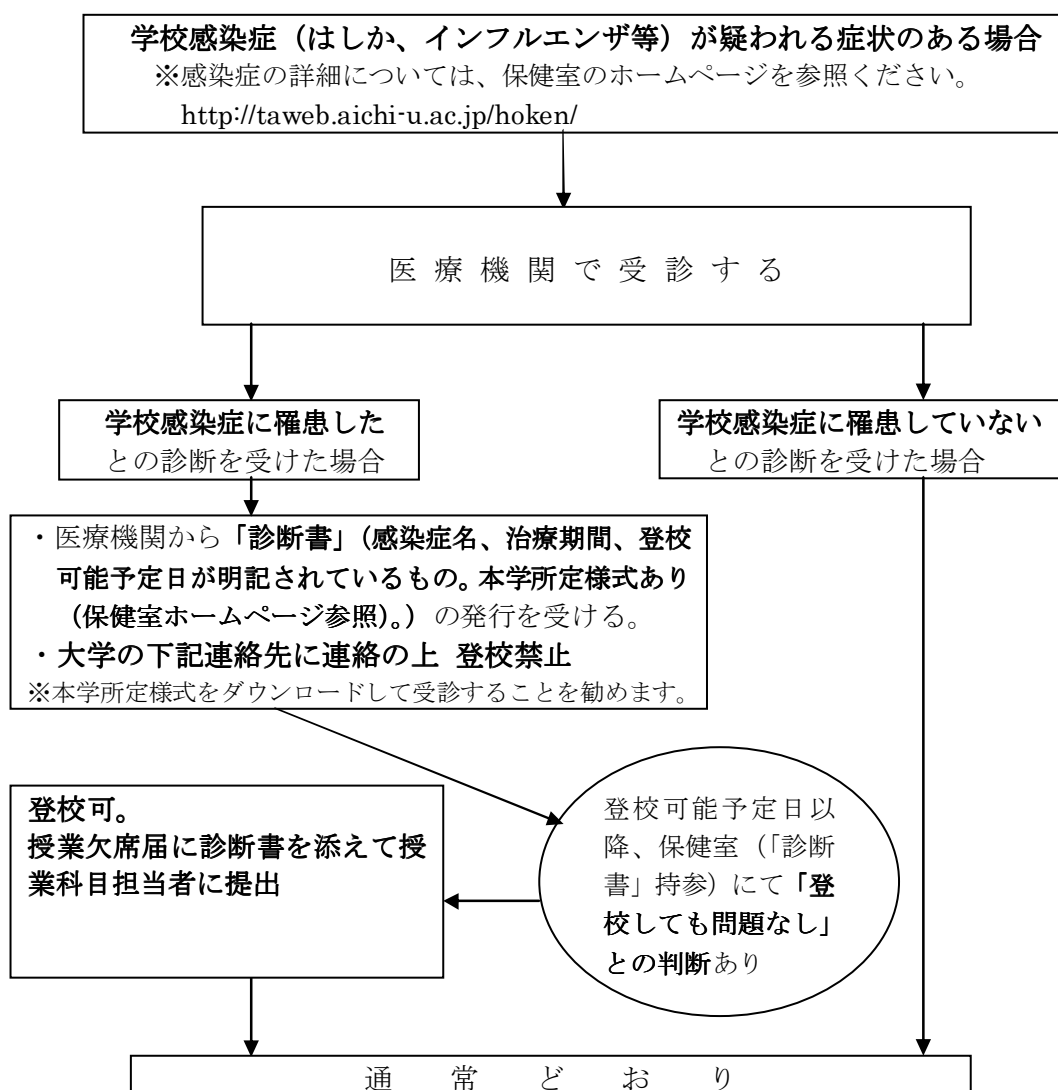 学校感染症（はしか、インフルエンザ等）が疑われる症状のある場合
※感染症の詳細については、保健室のホームページを参照ください。
http://taweb.aichi-u.ac.jp/hoken/
医療機関で受診する
学校感染症に罹患した
との診断を受けた場合
学校感染症に罹患していない
との診断を受けた場合
・医療機関から「診断書」（感染症名、治療期間、登校
可能予定日が明記されているもの。本学所定様式あり
（保健室ホームページ参照）。）の発行を受ける。
・大学の下記連絡先に連絡の上 登校禁止
※本学所定様式をダウンロードして受診することを勧めます。
登校可能予定日以
降、保健室（「診断
書」持参）にて「登
校しても問題なし」
との判断あり
登校可。
授業欠席届に診断書を添えて授
業科目担当者に提出
通常どおり